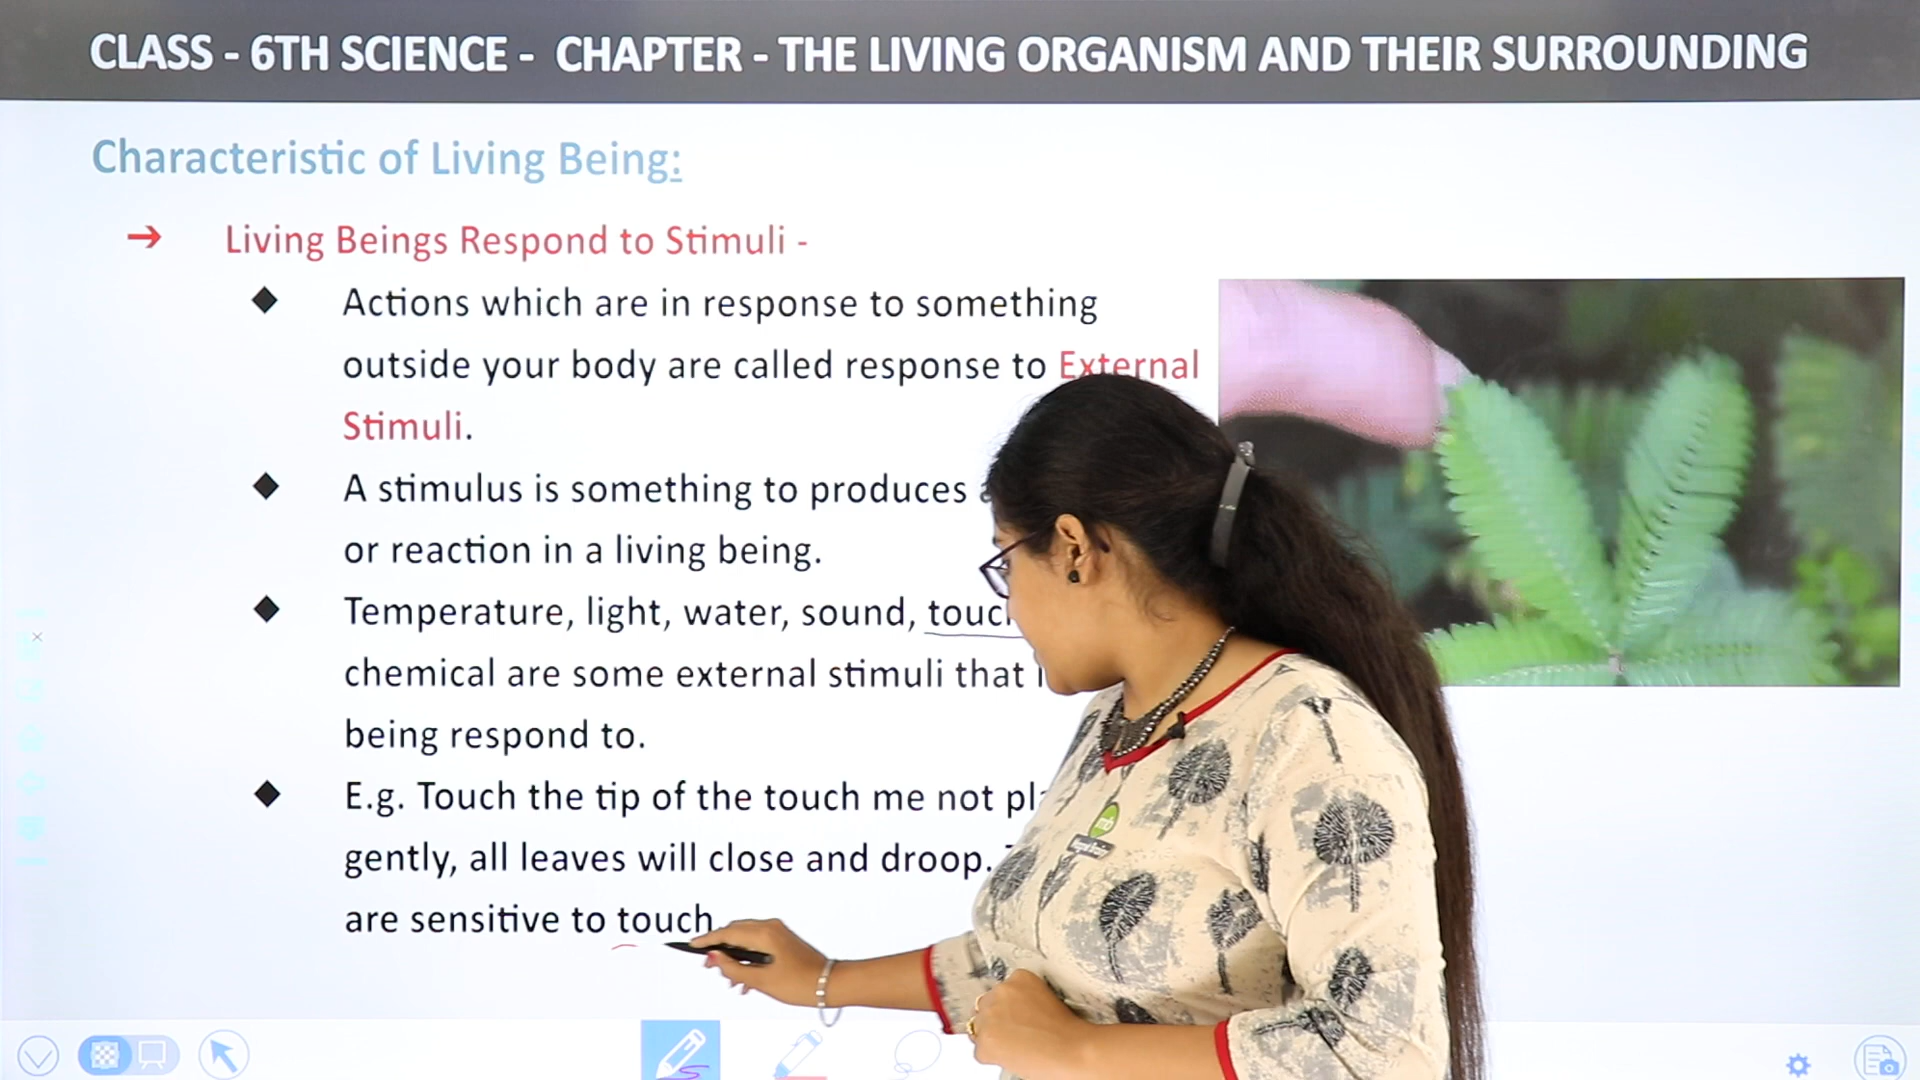 CLASS - 6TH SCIENCE - CHAPTER - THE LIVING ORGANISM AND THEIR SURROUNDING
Characteristic of Living Being:
➔ Living Beings Respond to Stimuli -
◆ Actions which are in response to something
outside your body are called response to External
Stimuli.
◆ A stimulus is something to produces
or reaction in a living being.
◆ Temperature, light, water, sound,
chemical are some external stimuli that
being respond to.
◆ E.g. Touch the tip of the touch me not
gently, all leaves will close and droop.
are sensitive to touch